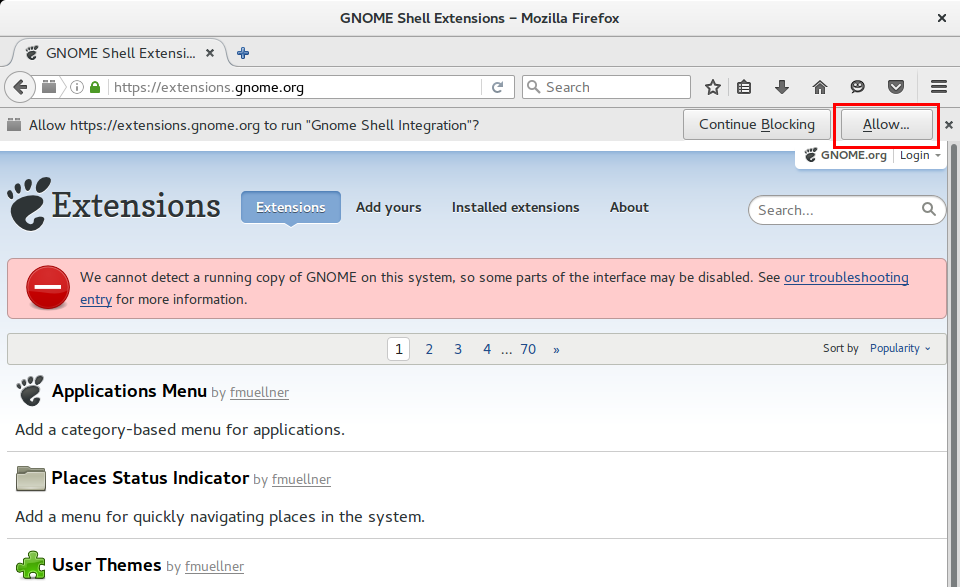 GNOME Shell Extensions – Mozilla Firefox
GNOME Shell Extensi...
https://extensions.gnome.org
Search
Allow https://extensions.gnome.org to run "Gnome Shell Integration"?
Continue Blocking
Allow...
GNOME.org
Login
Extensions
Extensions
Add yours
Installed extensions
About
Search...
We cannot detect a running copy of GNOME on this system, so some parts of the interface may be disabled. See our troubleshooting
entry for more information.
1 2 3 4 ... 70 »
Sort by Popularity
Applications Menu by fmuellner
Add a category-based menu for applications.
Places Status Indicator by fmuellner
Add a menu for quickly navigating places in the system.
User Themes by fmuellner